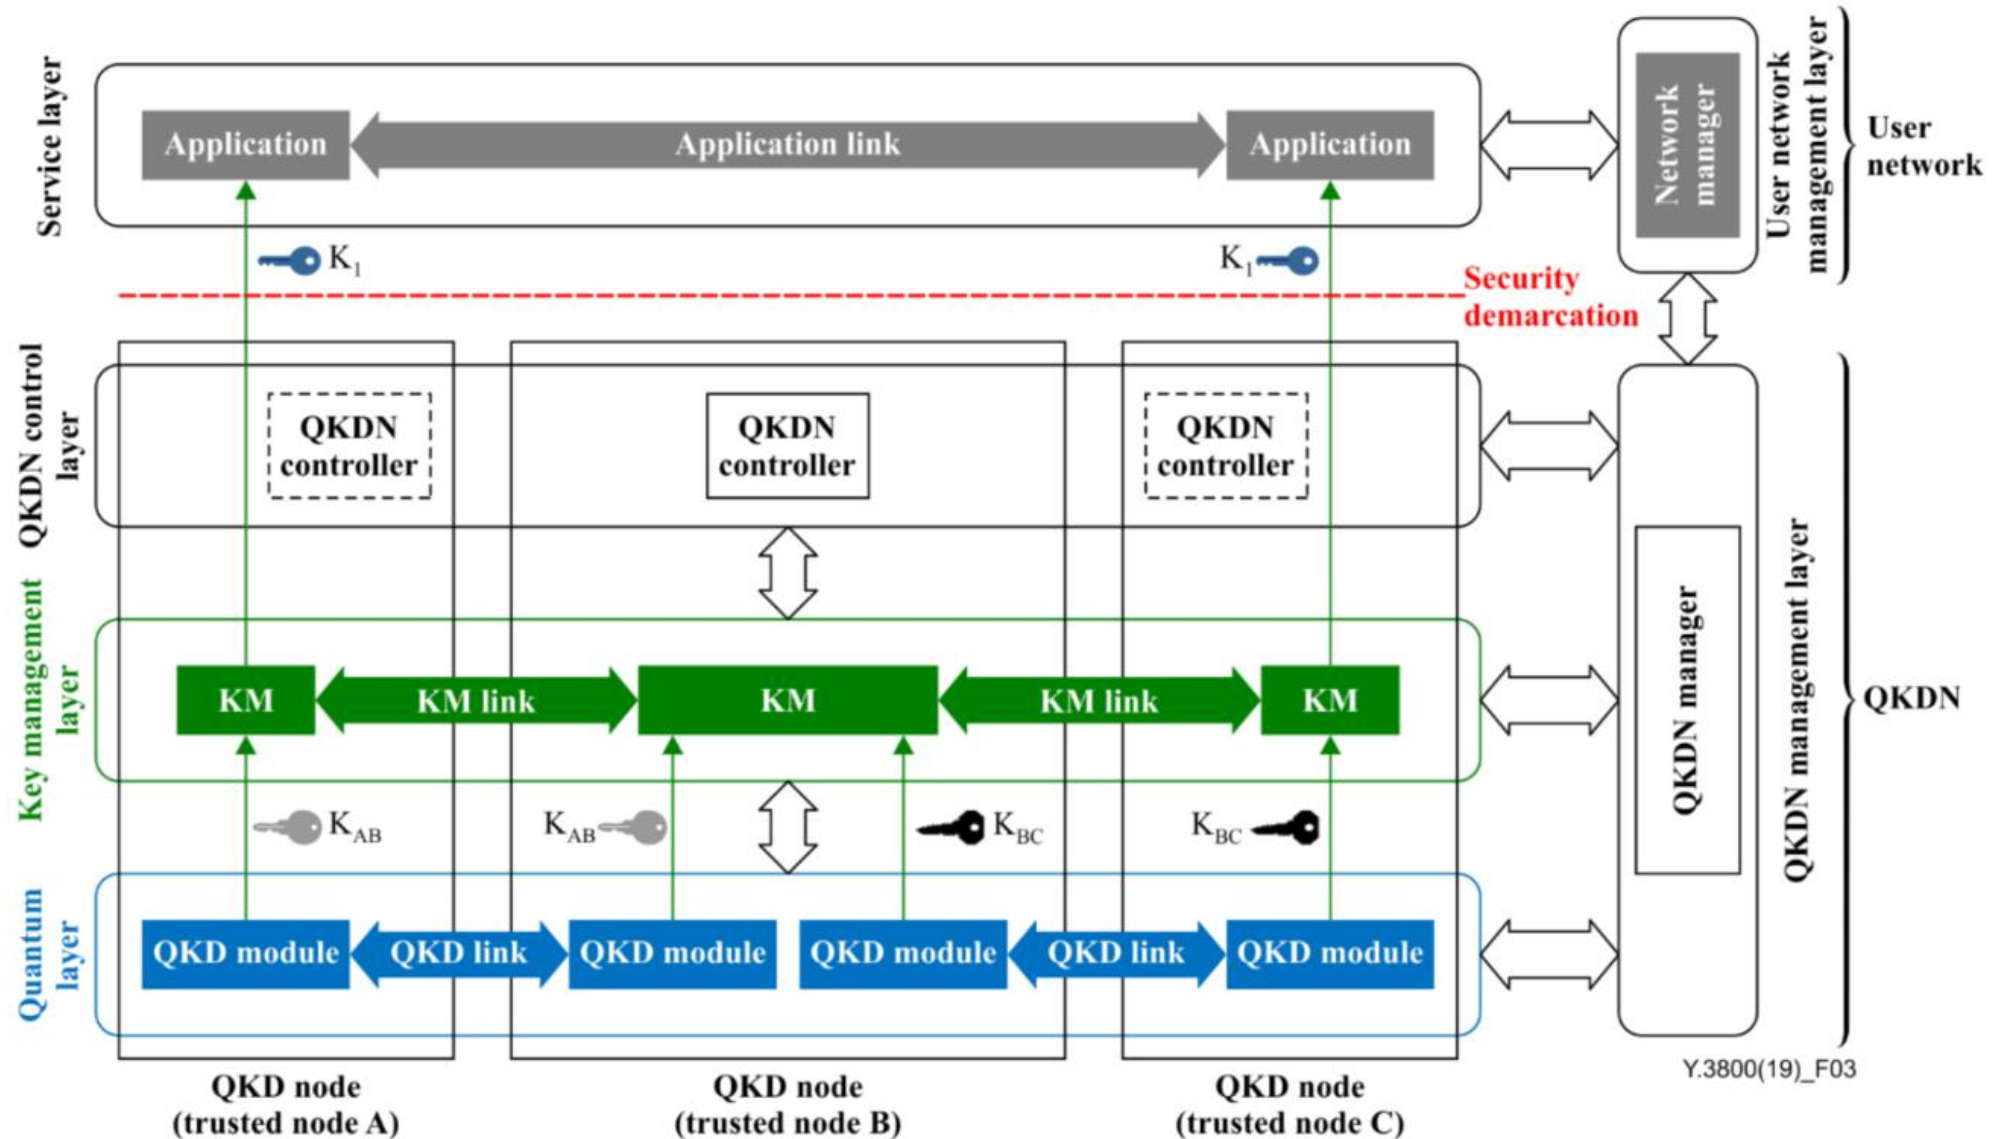 Service layer
Application
Application link
Application
Network
manager
User network
management layer
User
network
K1
K1
Security
demarcation
QKDN control
layer
QKDN
controller
QKDN
controller
QKDN
controller
Key management
layer
KM
KM link
KM
KM link
KM
QKDN manager
QKDN management layer
QKDN
KAB
KAB
KBC
KBC
Quantum
layer
QKD module
QKD link
QKD module
QKD module
QKD link
QKD module
QKD node
(trusted node A)
QKD node
(trusted node B)
QKD node
(trusted node C)
Y.3800(19)_F03